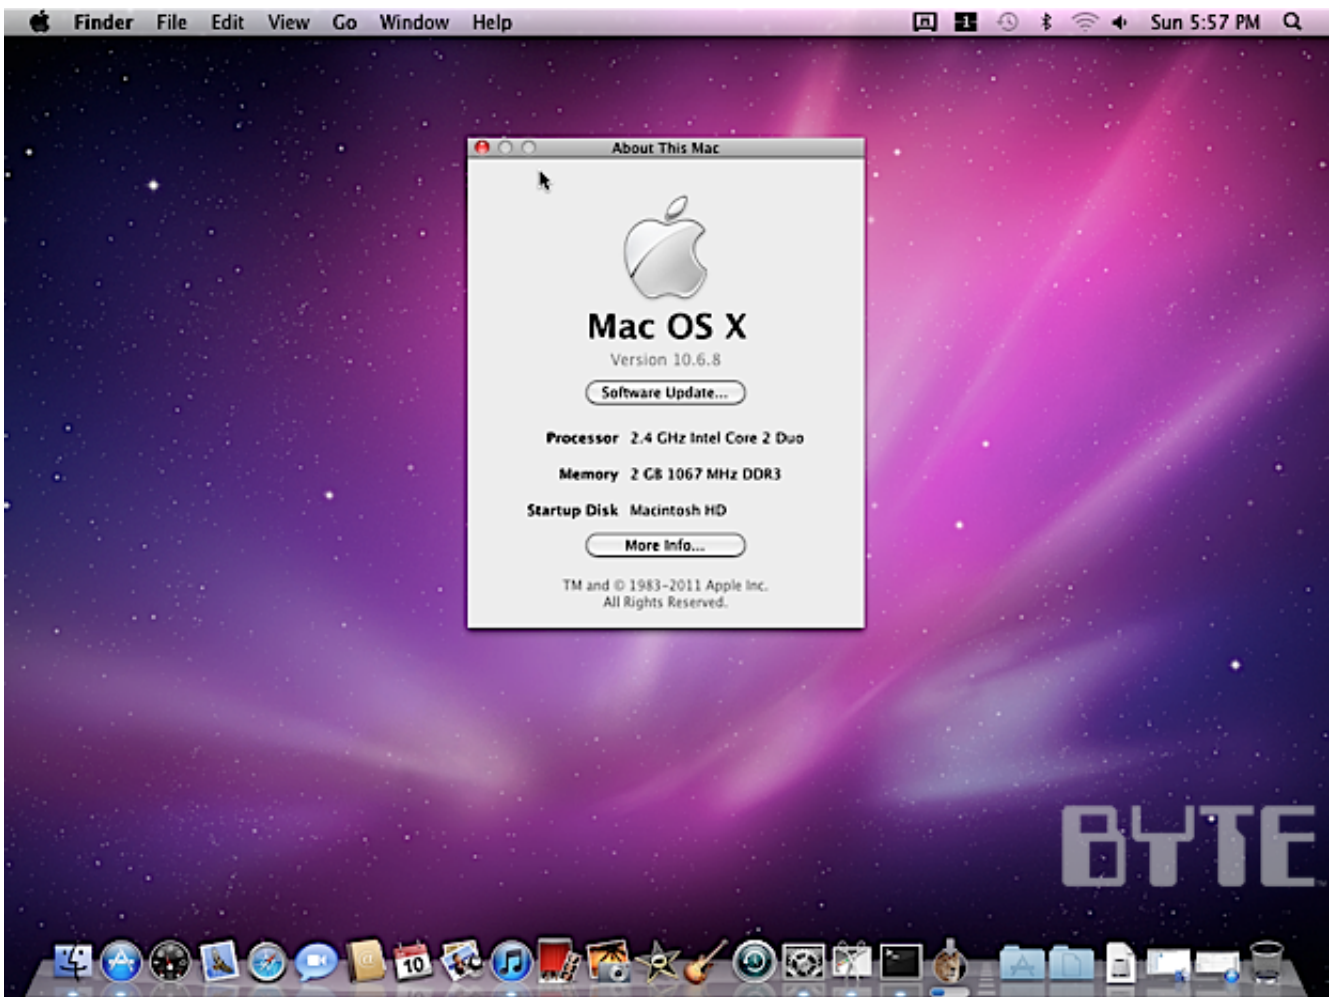 Finder File Edit View Go Window Help Sun 5:57 PM
About This Mac
Mac OS X
Version 10.6.8
Software Update...
Processor 2.4 GHz Intel Core 2 Duo
Memory 2 GB 1067 MHz DDR3
Startup Disk Macintosh HD
More Info...
TM and © 1983–2011 Apple Inc.
All Rights Reserved.
BYTE
10